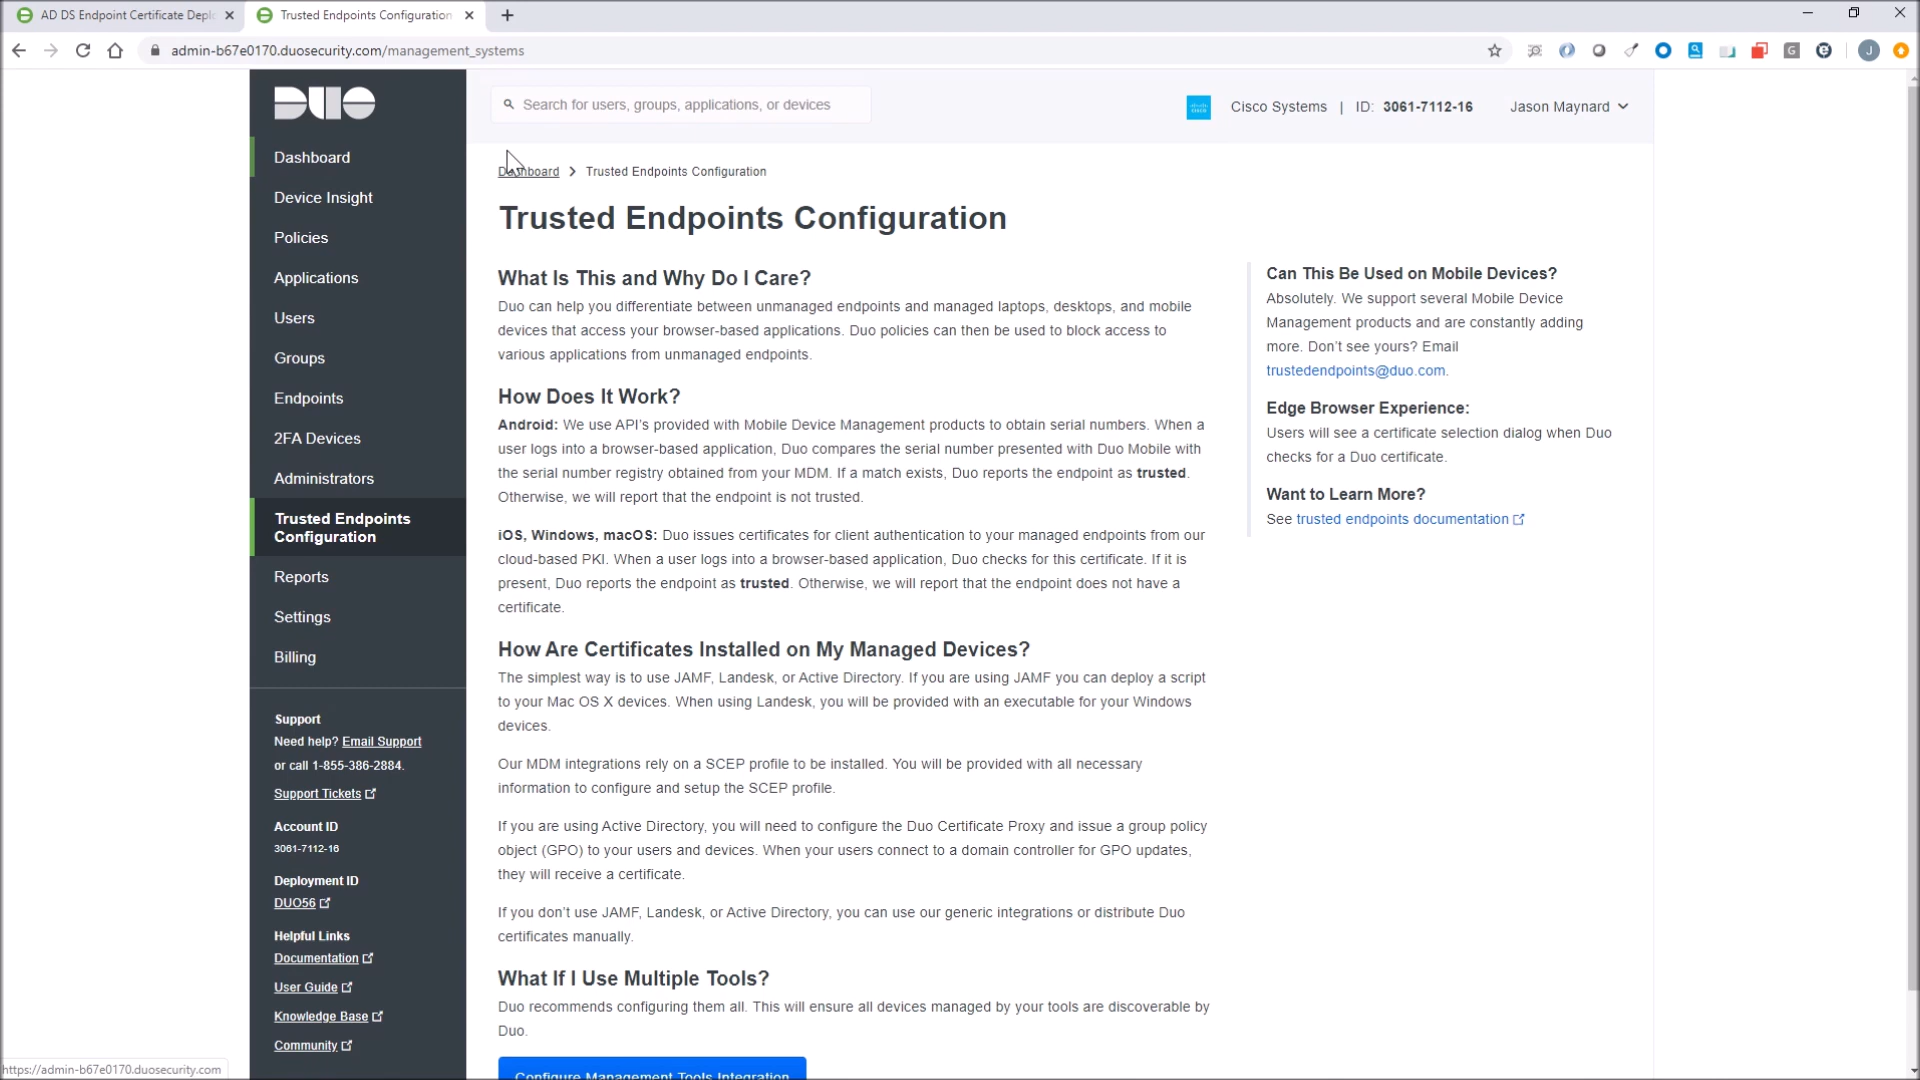 AD DS Endpoint Certificate Depl
Trusted Endpoints Configuration
admin-b67e0170.duosecurity.com/management_systems
G
J
DUO
Search for users, groups, applications, or devices
Cisco Systems | ID: 3061-7112-16
Jason Maynard
Dashboard
Device Insight
Policies
Applications
Users
Groups
Endpoints
2FA Devices
Administrators
Trusted Endpoints
Configuration
Reports
Settings
Billing
Support
Need help? Email Support
or call 1-855-386-2884.
Support Tickets
Account ID
3061-7112-16
Deployment ID
DUO56
Helpful Links
Documentation
User Guide
Knowledge Base
Community
Dashboard > Trusted Endpoints Configuration
Trusted Endpoints Configuration
What Is This and Why Do I Care?
Duo can help you differentiate between unmanaged endpoints and managed laptops, desktops, and mobile
devices that access your browser-based applications. Duo policies can then be used to block access to
various applications from unmanaged endpoints.
How Does It Work?
Android: We use API's provided with Mobile Device Management products to obtain serial numbers. When a
user logs into a browser-based application, Duo compares the serial number presented with Duo Mobile with
the serial number registry obtained from your MDM. If a match exists, Duo reports the endpoint as trusted.
Otherwise, we will report that the endpoint is not trusted.
iOS, Windows, macOS: Duo issues certificates for client authentication to your managed endpoints from our
cloud-based PKI. When a user logs into a browser-based application, Duo checks for this certificate. If it is
present, Duo reports the endpoint as trusted. Otherwise, we will report that the endpoint does not have a
certificate.
How Are Certificates Installed on My Managed Devices?
The simplest way is to use JAMF, Landesk, or Active Directory. If you are using JAMF you can deploy a script
to your Mac OS X devices. When using Landesk, you will be provided with an executable for your Windows
devices.
Our MDM integrations rely on a SCEP profile to be installed. You will be provided with all necessary
information to configure and setup the SCEP profile.
If you are using Active Directory, you will need to configure the Duo Certificate Proxy and issue a group policy
object (GPO) to your users and devices. When your users connect to a domain controller for GPO updates,
they will receive a certificate.
If you don't use JAMF, Landesk, or Active Directory, you can use our generic integrations or distribute Duo
certificates manually.
What If I Use Multiple Tools?
Duo recommends configuring them all. This will ensure all devices managed by your tools are discoverable by
Duo.
Configure Management Tools Integration
Can This Be Used on Mobile Devices?
Absolutely. We support several Mobile Device
Management products and are constantly adding
more. Don't see yours? Email
trustedendpoints@duo.com.
Edge Browser Experience:
Users will see a certificate selection dialog when Duo
checks for a Duo certificate.
Want to Learn More?
See trusted endpoints documentation
https://admin-b67e0170.duosecurity.com